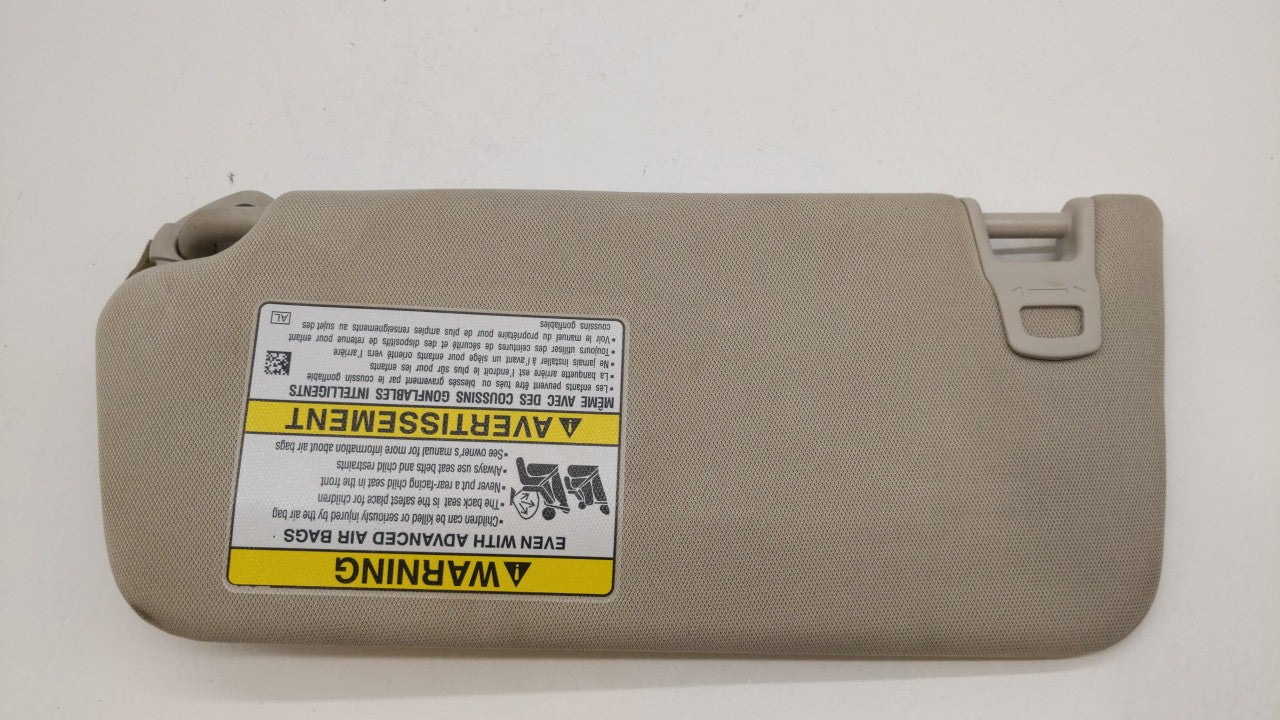 WARNING
EVEN WITH ADVANCED AIR BAGS
•Children can be killed or seriously injured by the air bag
•The back seat is the safest place for children
•Never put a rear-facing child seat in the front
•Always use seat belts and child restraints
•See owner's manual for more information about air bags
AVERTISSEMENT
MÊME AVEC DES COUSSINS GONFLABLES INTELLIGENTS
•Les enfants peuvent être tués ou blessés gravement par le coussin gonflable
•La banquette arrière est l'endroit le plus sûr pour les enfants
•Ne jamais installer à l'avant un siège pour enfants orienté vers l'arrière
•Toujours utiliser des ceintures de sécurité et des dispositifs de retenue pour enfant
•Voir le manuel du propriétaire pour de plus amples renseignements au sujet des
coussins gonflables
AL